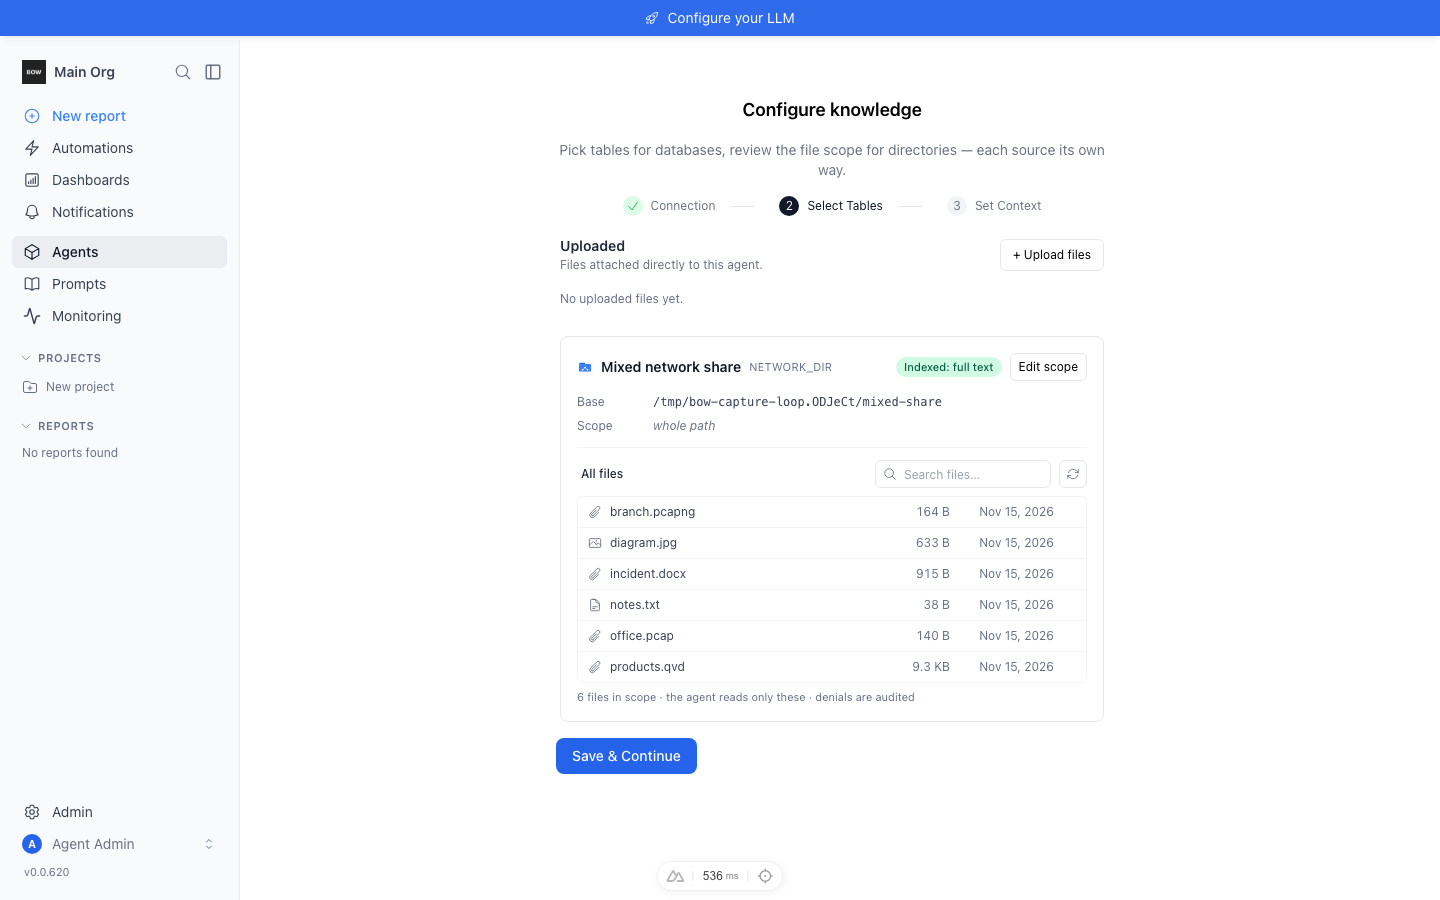 Configure your LLM
BOW
Main Org
New report
Automations
Dashboards
Notifications
Agents
Prompts
Monitoring
PROJECTS
New project
REPORTS
No reports found
Admin
A
Agent Admin
v0.0.620
Configure knowledge
Pick tables for databases, review the file scope for directories — each source its own
way.
Connection
2 Select Tables
3 Set Context
Uploaded
Files attached directly to this agent.
+ Upload files
No uploaded files yet.
Mixed network share NETWORK_DIR
Indexed: full text
Edit scope
Base /tmp/bow-capture-loop.ODJeCt/mixed-share
Scope whole path
All files
Search files...
branch.pcapng 164 B Nov 15, 2026
diagram.jpg 633 B Nov 15, 2026
incident.docx 915 B Nov 15, 2026
notes.txt 38 B Nov 15, 2026
office.pcap 140 B Nov 15, 2026
products.qvd 9.3 KB Nov 15, 2026
6 files in scope · the agent reads only these · denials are audited
Save & Continue
536 ms